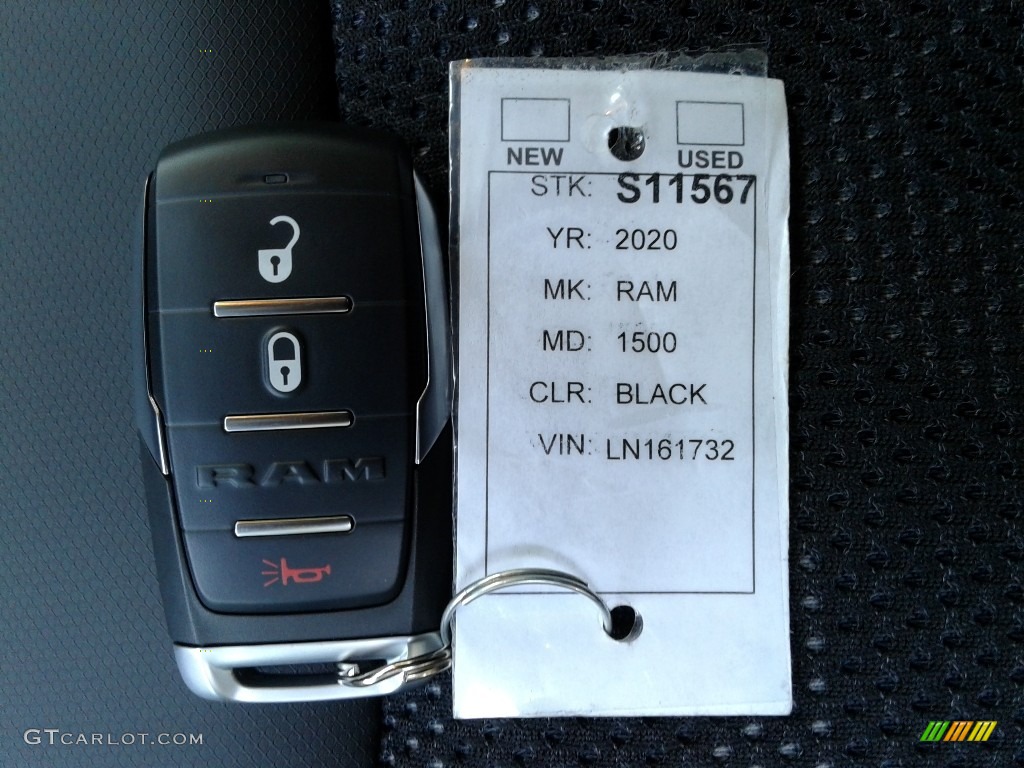 NEW USED
STK: S11567
YR: 2020
MK: RAM
MD: 1500
CLR: BLACK
VIN: LN161732
RAM
GTCARLOT.COM